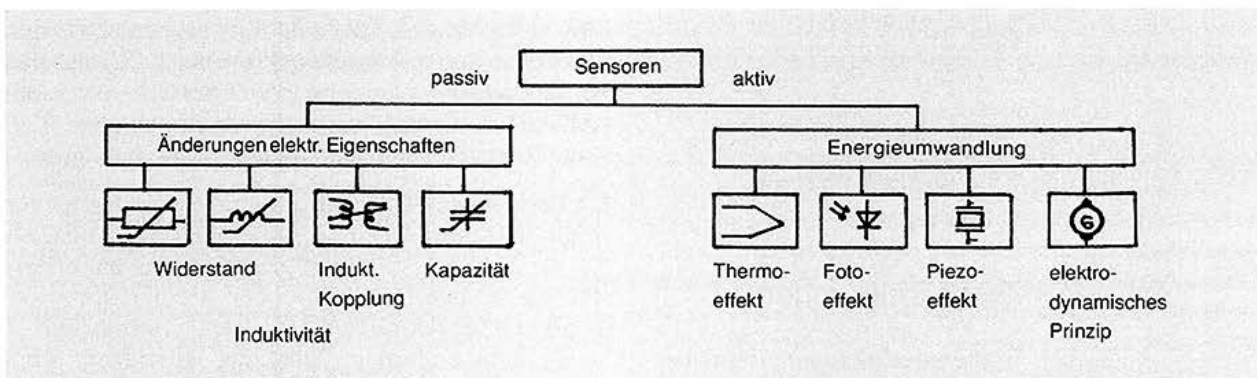 Sensoren
passiv
aktiv
Änderungen elektr. Eigenschaften
Energieumwandlung
G
Widerstand
Indukt.
Kopplung
Kapazität
Induktivität
Thermo-
effekt
Foto-
effekt
Piezo-
effekt
elektro-
dynamisches
Prinzip